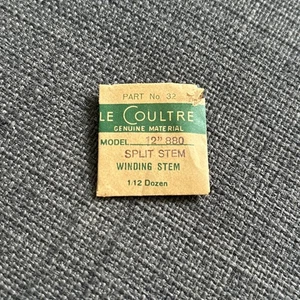 PART No. 32
LE COULTRE
GENUINE MATERIAL
MODEL 12''' 880
SPLIT STEM
WINDING STEM
1-12 Dozen